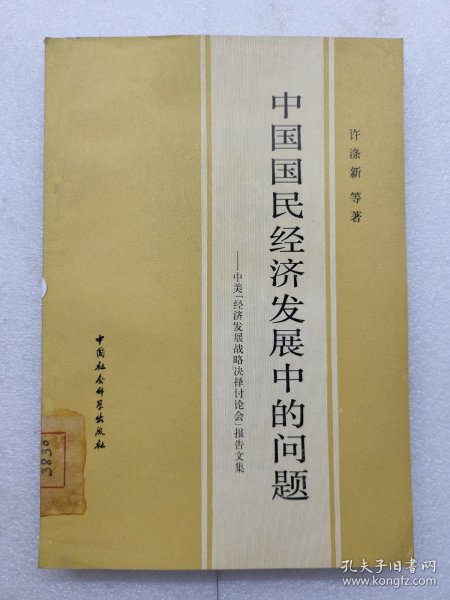 许涤新 等著
中国国民经济发展中的问题
——中美「经济发展战略决择讨论会」报告文集
中国社会科学出版社
3830
孔夫子旧书网
www.kongfz.com